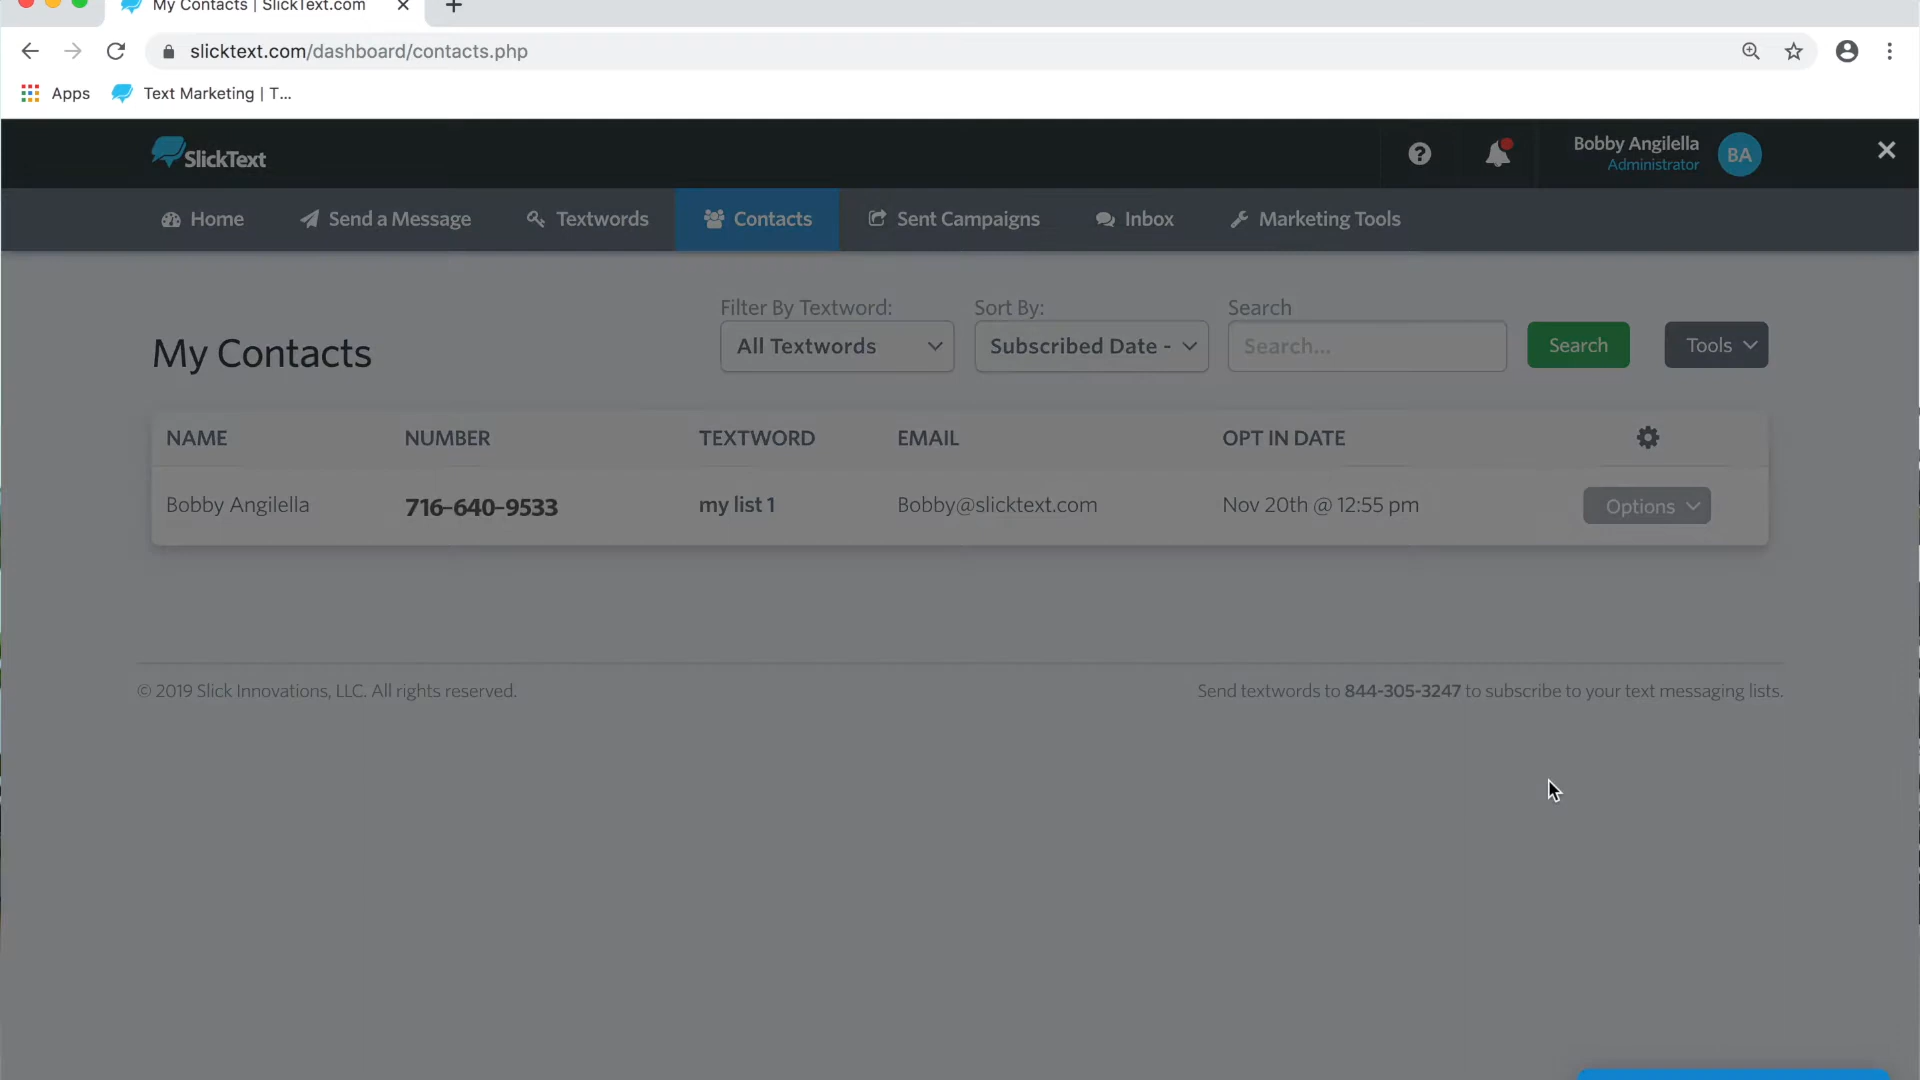 My Contacts | SlickText.com
slicktext.com/dashboard/contacts.php
Apps
Text Marketing | T...
SlickText
Bobby Angilella
Administrator
BA
Home
Send a Message
Textwords
Contacts
Sent Campaigns
Inbox
Marketing Tools
My Contacts
Filter By Textword:
All Textwords
Sort By:
Subscribed Date -
Search
Search...
Search
Tools
NAME NUMBER TEXTWORD EMAIL OPT IN DATE
Bobby Angilella 716-640-9533 my list 1 Bobby@slicktext.com Nov 20th @ 12:55 pm Options
© 2019 Slick Innovations, LLC. All rights reserved.
Send textwords to 844-305-3247 to subscribe to your text messaging lists.